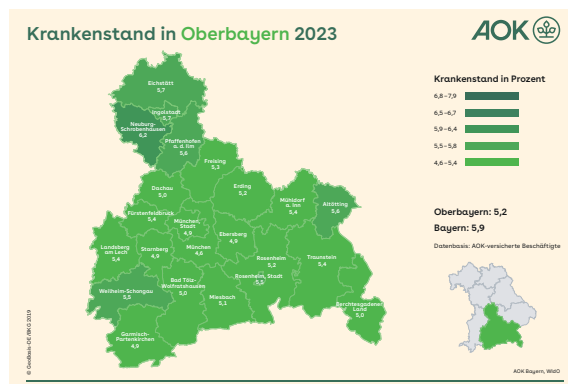 Krankenstand in Oberbayern 2023
AOK
Krankenstand in Prozent
6,8–7,9
6,5–6,7
5,9–6,4
5,5–5,8
4,6–5,4
Eichstätt
5,7
Ingolstadt
5,7
Neuburg-
Schrobenhausen
6,2
Pfaffenhofen
a. d. Ilm
5,6
Freising
5,3
Dachau
5,0
Erding
5,2
Mühldorf
a. Inn
5,4
Altötting
5,6
Fürstenfeldbruck
5,4
München,
Stadt
4,9
Ebersberg
4,9
Landsberg
am Lech
5,4
Starnberg
4,9
München
4,6
Rosenheim
5,2
Traunstein
5,4
Rosenheim, Stadt
5,5
Weilheim-Schongau
5,5
Bad Tölz-
Wolfratshausen
5,0
Miesbach
5,1
Berchtesgadener
Land
5,0
Garmisch-
Partenkirchen
4,9
Oberbayern: 5,2
Bayern: 5,9
Datenbasis: AOK-versicherte Beschäftigte
© GeoBasis-DE/BKG 2019
AOK Bayern, WIdO